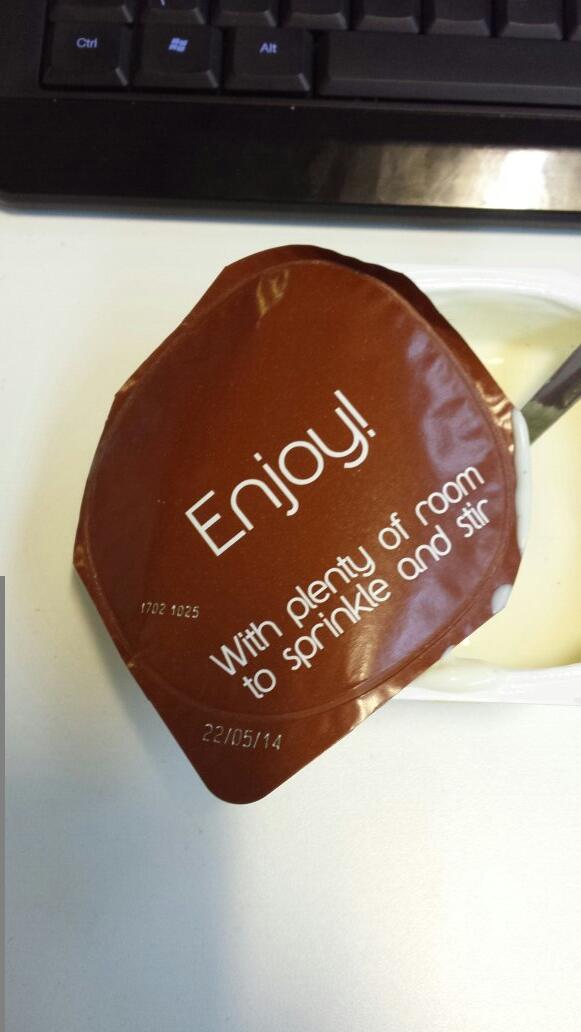 Ctrl
Alt
Enjoy!
With plenty of room
to sprinkle and stir
1702 1025
22/05/14